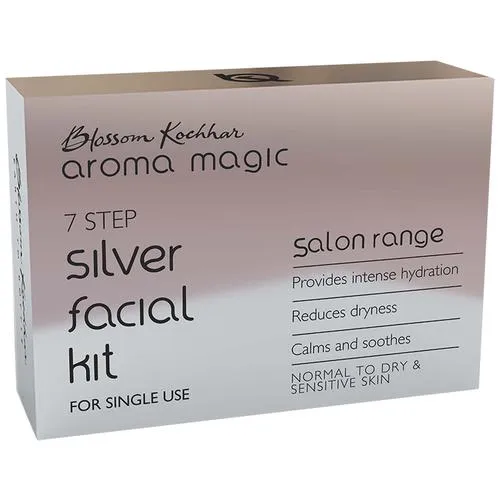 Blossom Kochhar
aroma magic
7 STEP
silver
facial
kit
FOR SINGLE USE
salon range
Provides intense hydration
Reduces dryness
Calms and soothes
NORMAL TO DRY &
SENSITIVE SKIN